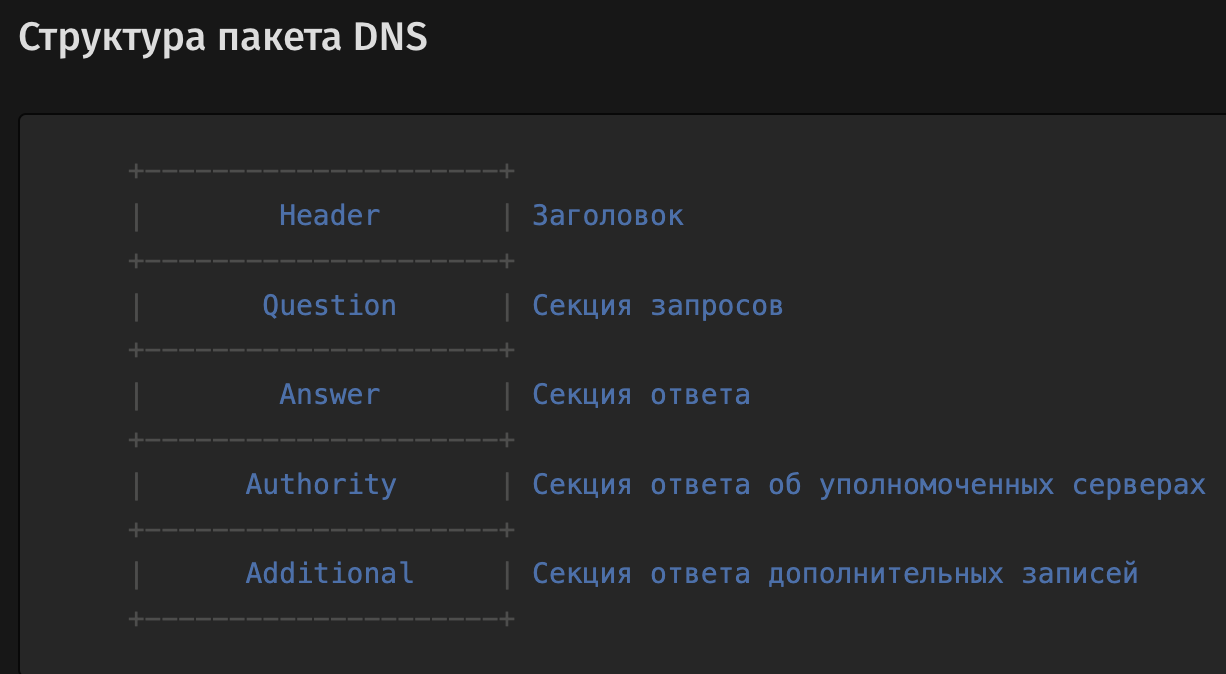 Структура пакета DNS
+---------------------+
|        Header       | Заголовок
+---------------------+
|       Question      | Секция запросов
+---------------------+
|        Answer       | Секция ответа
+---------------------+
|      Authority      | Секция ответа об уполномоченных серверах
+---------------------+
|      Additional     | Секция ответа дополнительных записей
+---------------------+